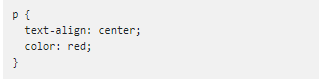 p {
  text-align: center;
  color: red;
}